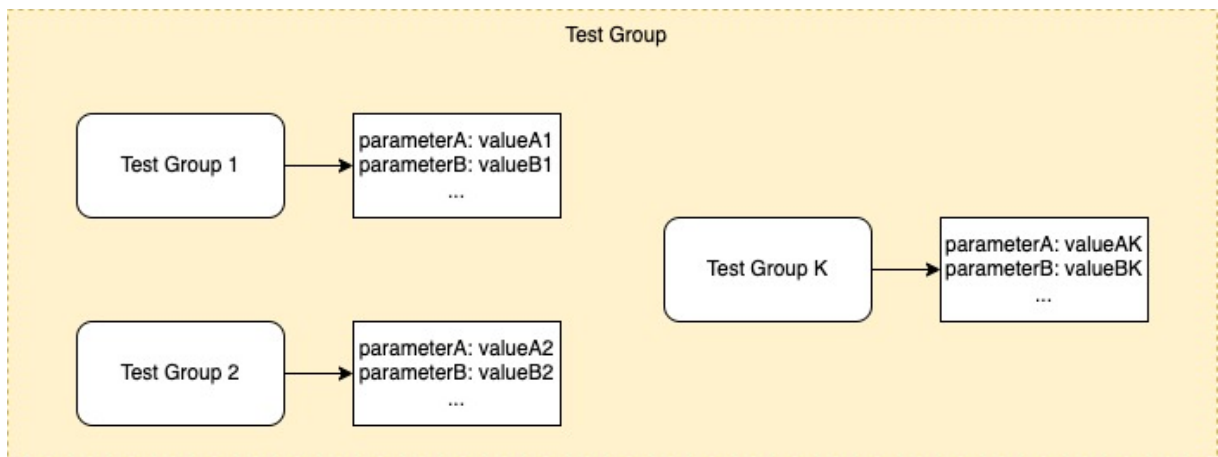 Test Group
Test Group 1
parameterA: valueA1
parameterB: valueB1
...
Test Group 2
parameterA: valueA2
parameterB: valueB2
...
Test Group K
parameterA: valueAK
parameterB: valueBK
...